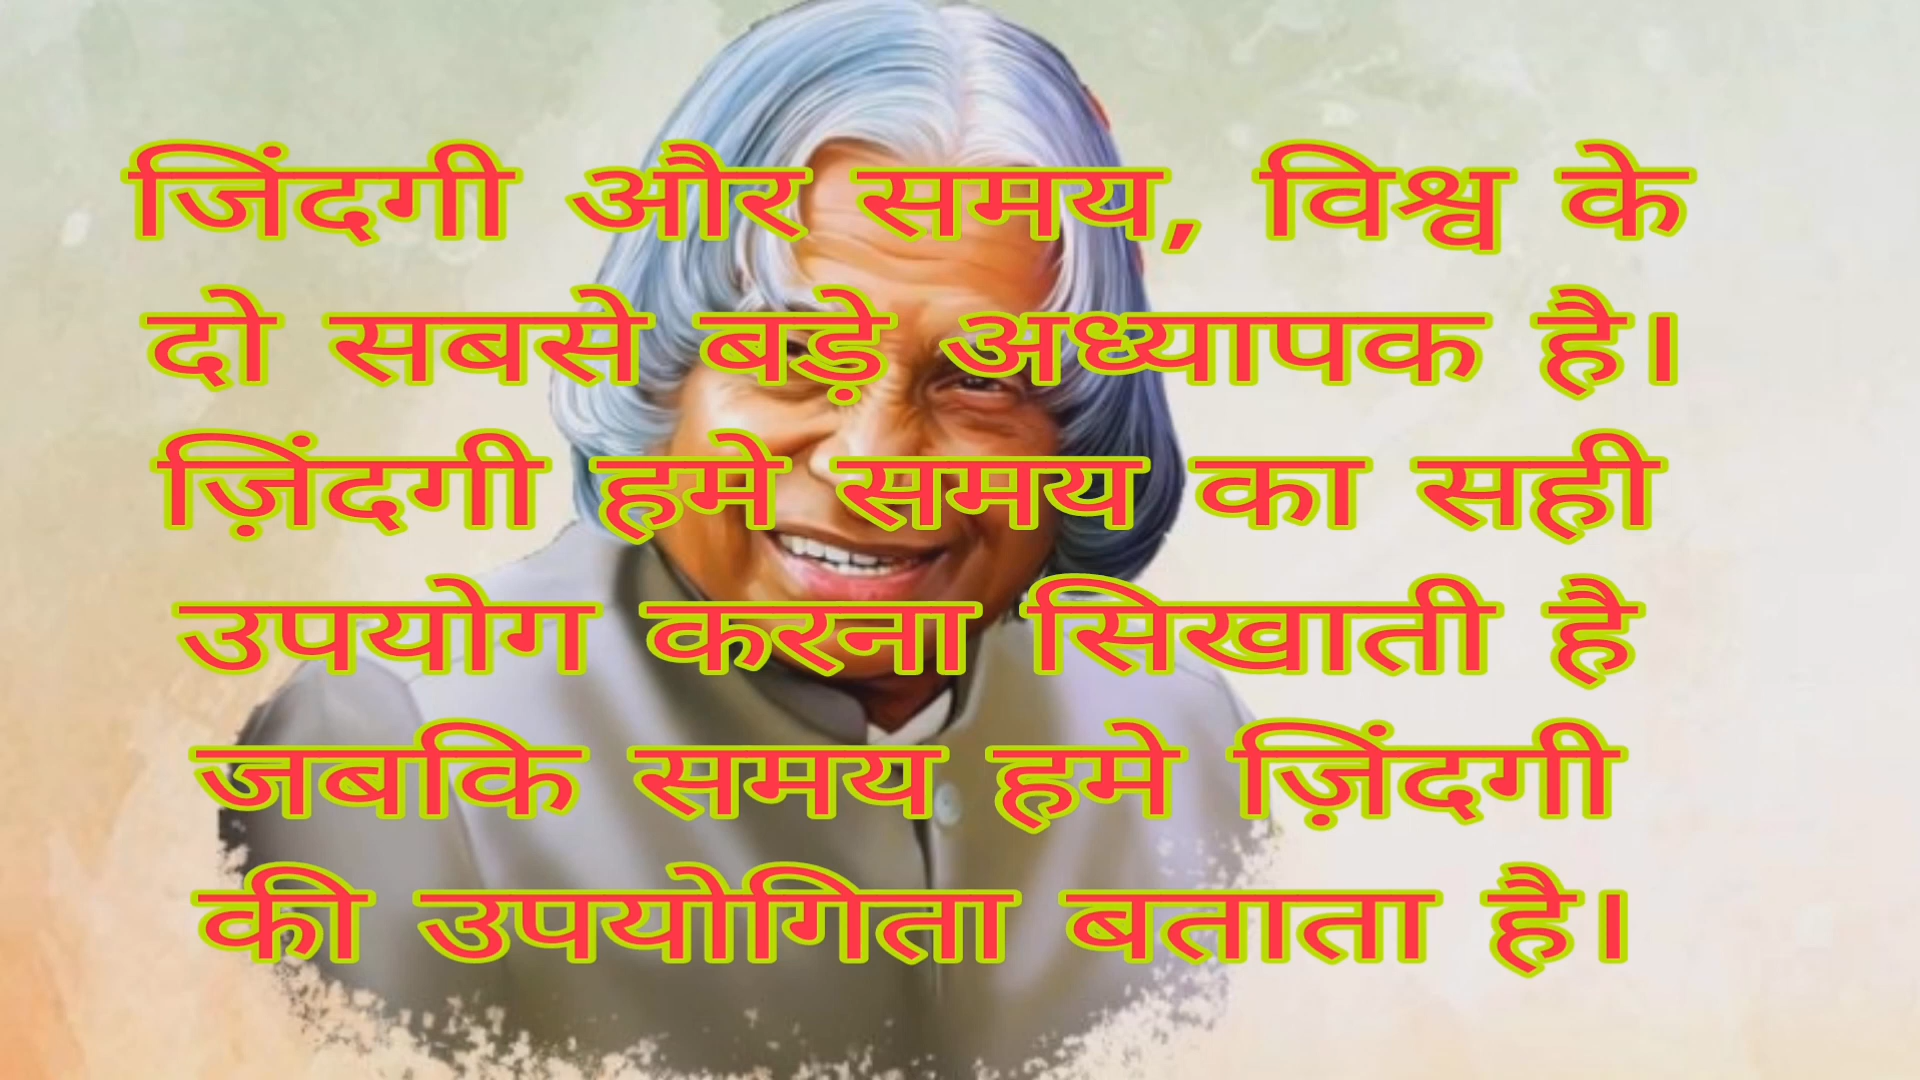 जिंदगी और समय, विश्व के
दो सबसे बड़े अध्यापक है।
ज़िंदगी हमे समय का सही
उपयोग करना सिखाती है
जबकि समय हमे ज़िंदगी
की उपयोगिता बताता है।